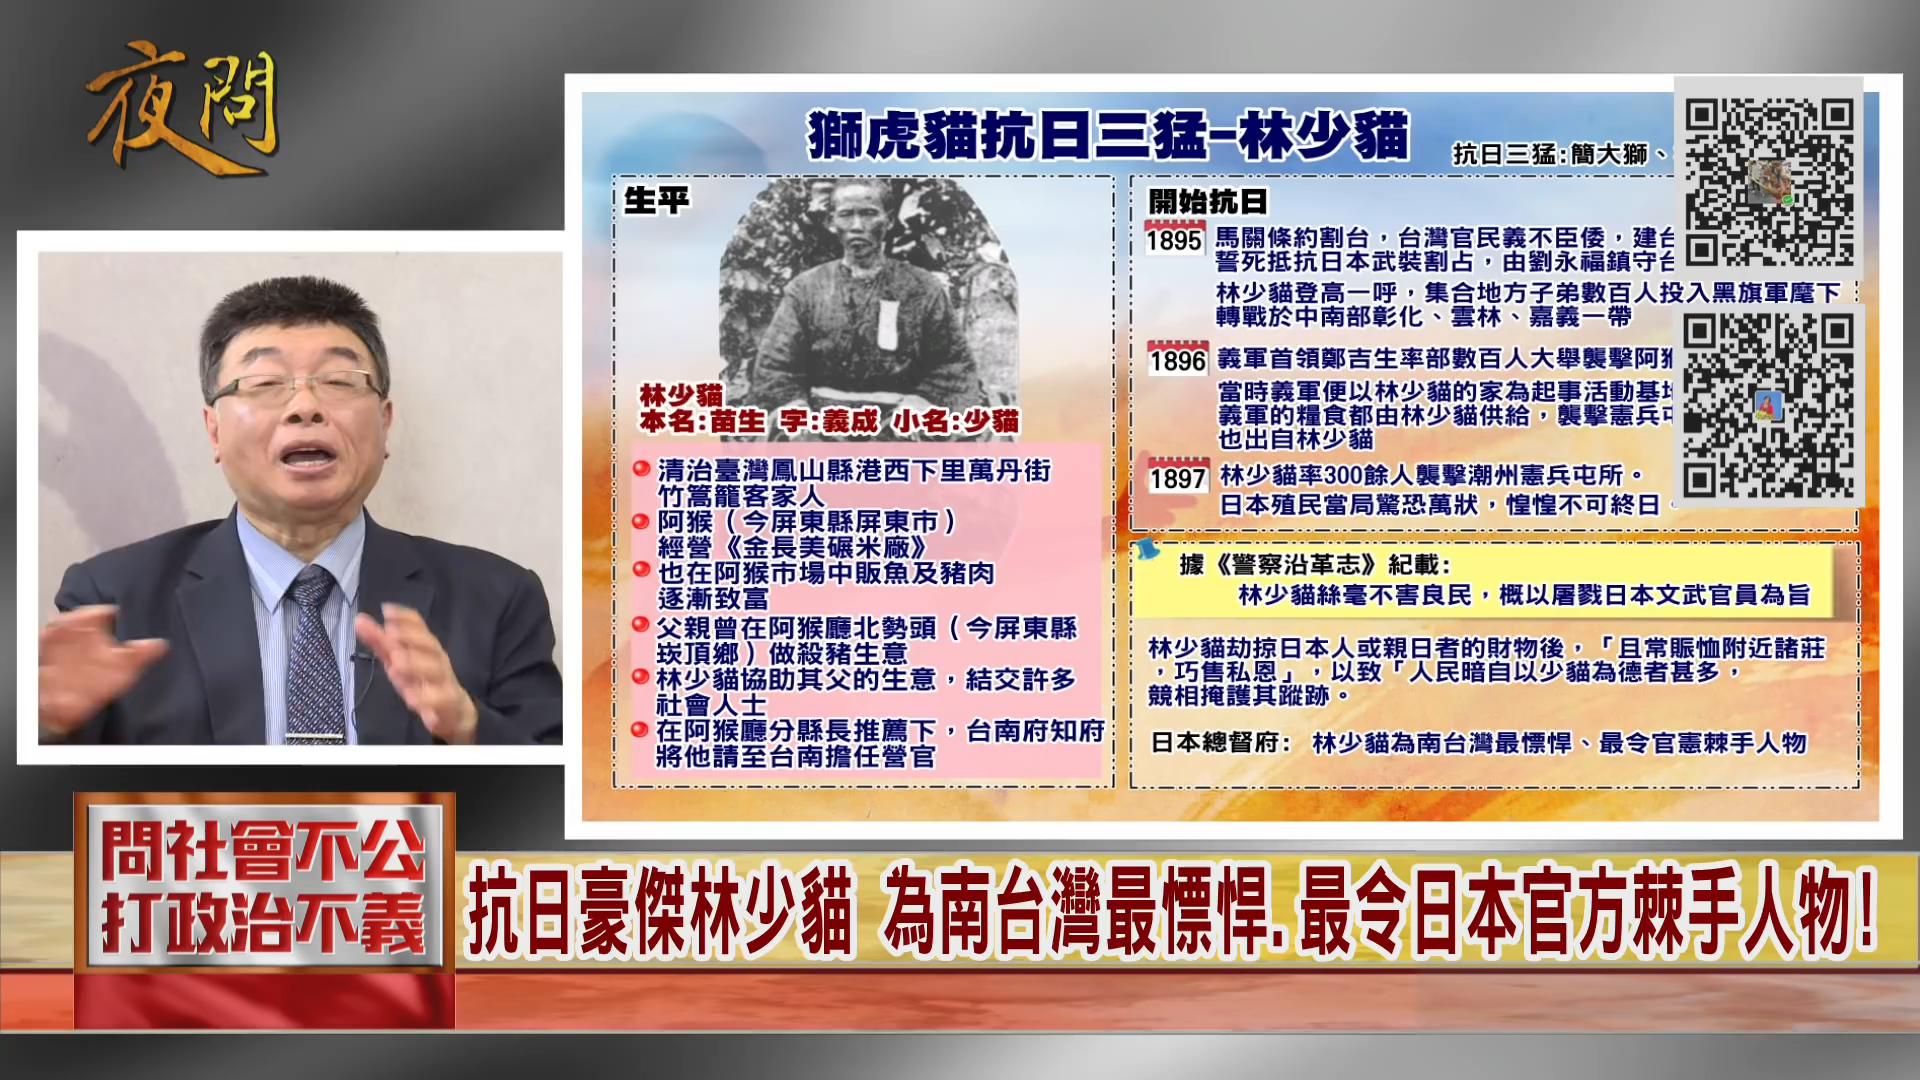 夜問
獅虎貓抗日三猛-林少貓
抗日三猛:簡大獅、
生平
林少貓
本名:苗生 字:義成 小名:少貓
清治臺灣鳳山縣港西下里萬丹街
竹篙籠客家人
阿猴（今屏東縣屏東市）
經營《金長美碾米廠》
也在阿猴市場中販魚及豬肉
逐漸致富
父親曾在阿猴廳北勢頭（今屏東縣
崁頂鄉）做殺豬生意
林少貓協助其父的生意，結交許多
社會人士
在阿猴廳分縣長推薦下，台南府知府
將他請至台南擔任營官
開始抗日
1895
馬關條約割台，台灣官民義不臣倭，建台
誓死抵抗日本武裝割占，由劉永福鎮守台
林少貓登高一呼，集合地方子弟數百人投入黑旗軍麾下
轉戰於中南部彰化、雲林、嘉義一帶
1896
義軍首領鄭吉生率部數百人大舉襲擊阿猴
當時義軍便以林少貓的家為起事活動基地
義軍的糧食都由林少貓供給，襲擊憲兵屯
也出自林少貓
1897
林少貓率300餘人襲擊潮州憲兵屯所。
日本殖民當局驚恐萬狀，惶惶不可終日。
據《警察沿革志》紀載:
林少貓絲毫不害良民，概以屠戮日本文武官員為旨
林少貓劫掠日本人或親日者的財物後，「且常賑恤附近諸莊
，巧售私恩」，以致「人民暗自以少貓為德者甚多，
競相掩護其蹤跡。
日本總督府: 林少貓為南台灣最慓悍、最令官憲棘手人物
問社會不公
打政治不義
抗日豪傑林少貓 為南台灣最慓悍.最令日本官方棘手人物!